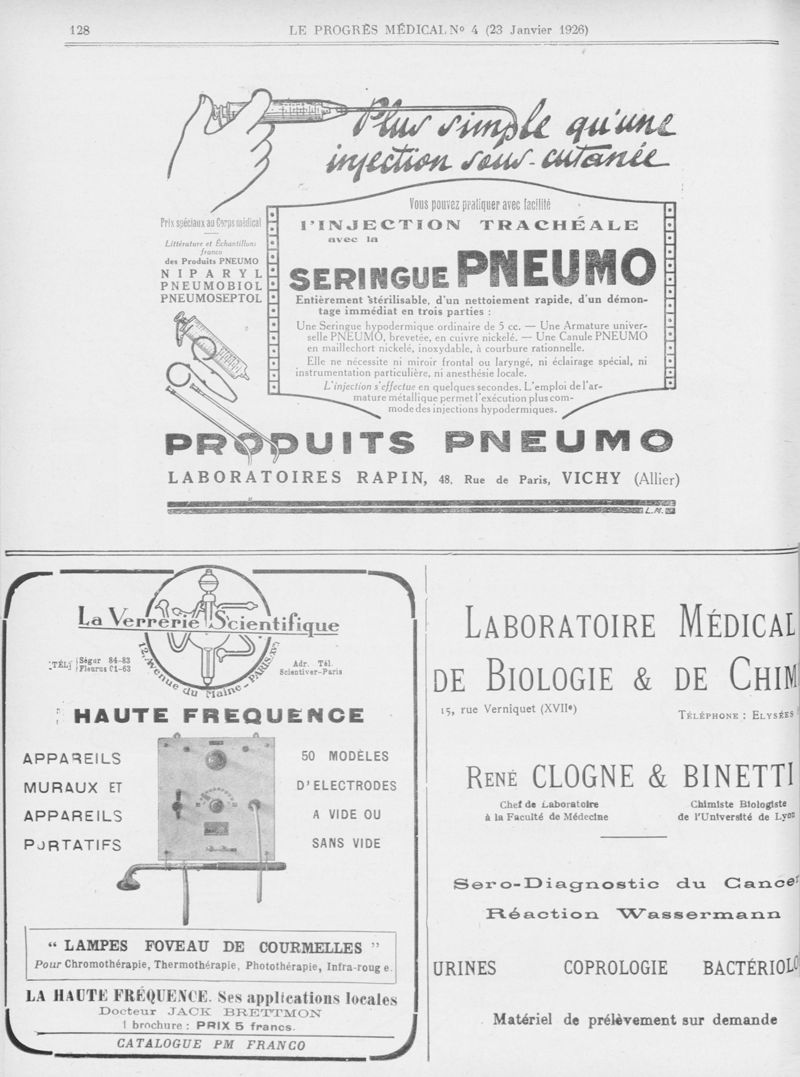 128
LE PROGRÈS MÉDICAL Nº 4 (23 Janvier 1926)
Plus simple qu'une
injection sous-cutanée
Prix spéciaux au Corps médical
Littérature et Échantillons
franco
des Produits PNEUMO
NIPARYL
PNEUMOBIOL
PNEUMOSEPTOL
Vous pouvez pratiquer avec facilité
l'INJECTION TRACHÉALE
avec la
SERINGUE PNEUMO
Entièrement stérilisable, d'un nettoiement rapide, d'un démon-
tage immédiat en trois parties :
Une Seringue hypodermique ordinaire de 5 cc. — Une Armature univer-
selle PNEUMO, brevetée, en cuivre nickelé. — Une Canule PNEUMO
en maillechort nickelé, inoxydable, à courbure rationnelle.
Elle ne nécessite ni miroir frontal ou laryngé, ni éclairage spécial, ni
instrumentation particulière, ni anesthésie locale.
L'injection s'effectue en quelques secondes. L'emploi de l'ar-
mature métallique permet l'exécution plus com-
mode des injections hypodermiques.
PRODUITS PNEUMO
LABORATOIRES RAPIN, 48, Rue de Paris, VICHY (Allier)
L.M.
La Verrerie Scientifique
TÉL. Ségur 84-83
Fleurus 01-63
12, Avenue du Maine-PARIS.XVe
Adr. Tél.
Scientiver-Paris
HAUTE FREQUENCE
APPAREILS
MURAUX ET
APPAREILS
PORTATIFS
50 MODÈLES
D'ELECTRODES
A VIDE OU
SANS VIDE
“ LAMPES FOVEAU DE COURMELLES ”
Pour Chromothérapie, Thermothérapie, Photothérapie, Infra-rouge.
LA HAUTE FRÉQUENCE. Ses applications locales
Docteur JACK BRETTMON
1 brochure : PRIX 5 francs.
CATALOGUE PM FRANCO
LABORATOIRE MÉDICAL
DE BIOLOGIE & DE CHIM
15, rue Verniquet (XVIIe)
TÉLÉPHONE : ELYSÉES
RENÉ CLOGNE & BINETTI
Chef de Laboratoire
à la Faculté de Médecine
Chimiste Biologiste
de l'Université de Lyon
Sero-Diagnostic du Cancer
Réaction Wassermann
URINES COPROLOGIE BACTÉRIOLO
Matériel de prélèvement sur demande